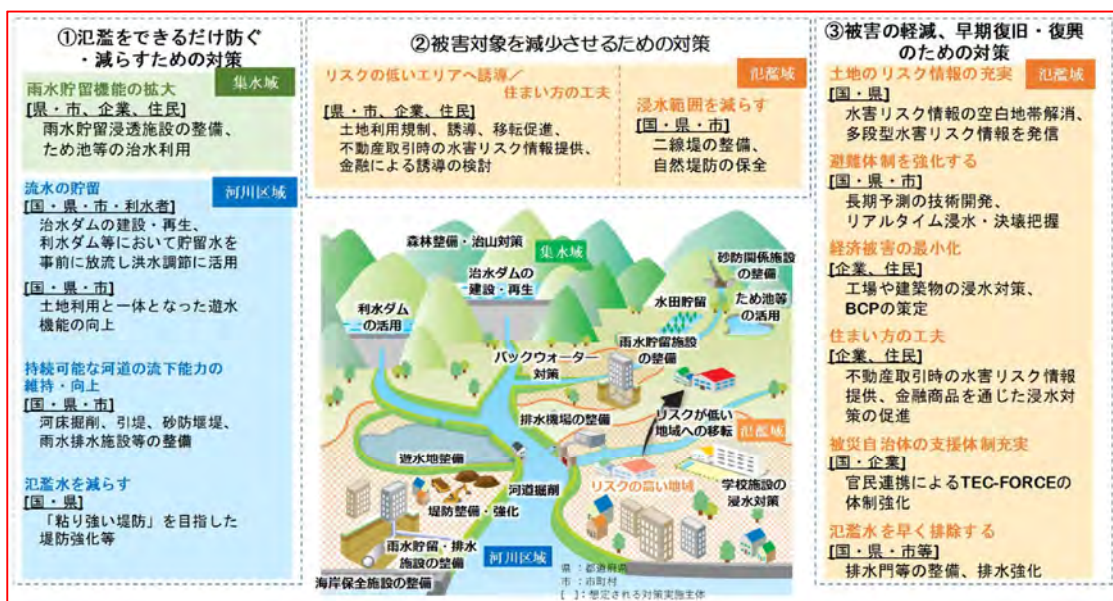 ①氾濫をできるだけ防ぐ
・減らすための対策
集水域
雨水貯留機能の拡大
[県・市、企業、住民]
雨水貯留浸透施設の整備、
ため池等の治水利用
流水の貯留
河川区域
[国・県・市・利水者]
治水ダムの建設・再生、
利水ダム等において貯留水を
事前に放流し洪水調節に活用
[国・県・市]
土地利用と一体となった遊水
機能の向上
持続可能な河道の流下能力の
維持・向上
[国・県・市]
河床掘削、引堤、砂防堰堤、
雨水排水施設等の整備
氾濫水を減らす
[国・県]
「粘り強い堤防」を目指した
堤防強化等
②被害対象を減少させるための対策
リスクの低いエリアへ誘導／
住まい方の工夫
[県・市、企業、住民]
土地利用規制、誘導、移転促進、
不動産取引時の水害リスク情報提供、
金融による誘導の検討
氾濫域
浸水範囲を減らす
[国・県・市]
二線堤の整備、
自然堤防の保全
森林整備・治山対策
集水域
治水ダムの
建設・再生
砂防関係施設
の整備
利水ダム
の活用
水田貯留
ため池等
の活用
バックウォーター
対策
雨水貯留施設
の整備
排水機場の整備
リスクが低い
地域への移転
氾濫域
遊水地整備
河道掘削
リスクの高い地域
学校施設の
浸水対策
堤防整備・強化
雨水貯留・排水
施設の整備
河川区域
海岸保全施設の整備
県：都道府県
市：市町村
[ ]：想定される対策実施主体
③被害の軽減、早期復旧・復興
のための対策
土地のリスク情報の充実
氾濫域
[国・県]
水害リスク情報の空白地帯解消、
多段型水害リスク情報を発信
避難体制を強化する
[国・県・市]
長期予測の技術開発、
リアルタイム浸水・決壊把握
経済被害の最小化
[企業、住民]
工場や建築物の浸水対策、
BCPの策定
住まい方の工夫
[企業、住民]
不動産取引時の水害リスク情報
提供、金融商品を通じた浸水対
策の促進
被災自治体の支援体制充実
[国・企業]
官民連携によるTEC-FORCEの
体制強化
氾濫水を早く排除する
[国・県・市等]
排水門等の整備、排水強化